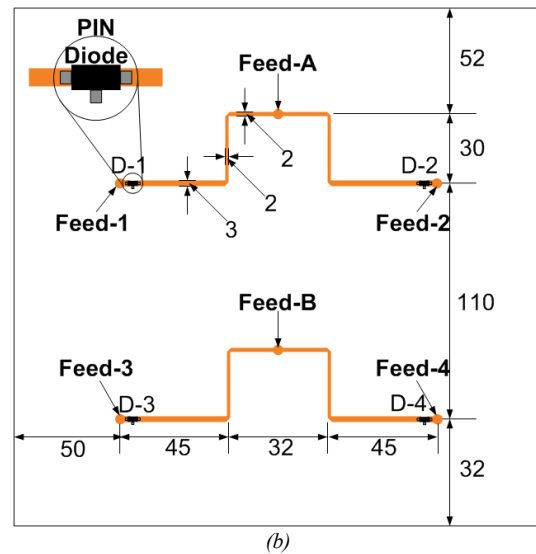 PIN
Diode
Feed-A
52
30
2
D-1
D-2
2
Feed-1
3
Feed-2
110
Feed-B
Feed-3
Feed-4
D-3
D-4
50
45
32
45
32
(b)